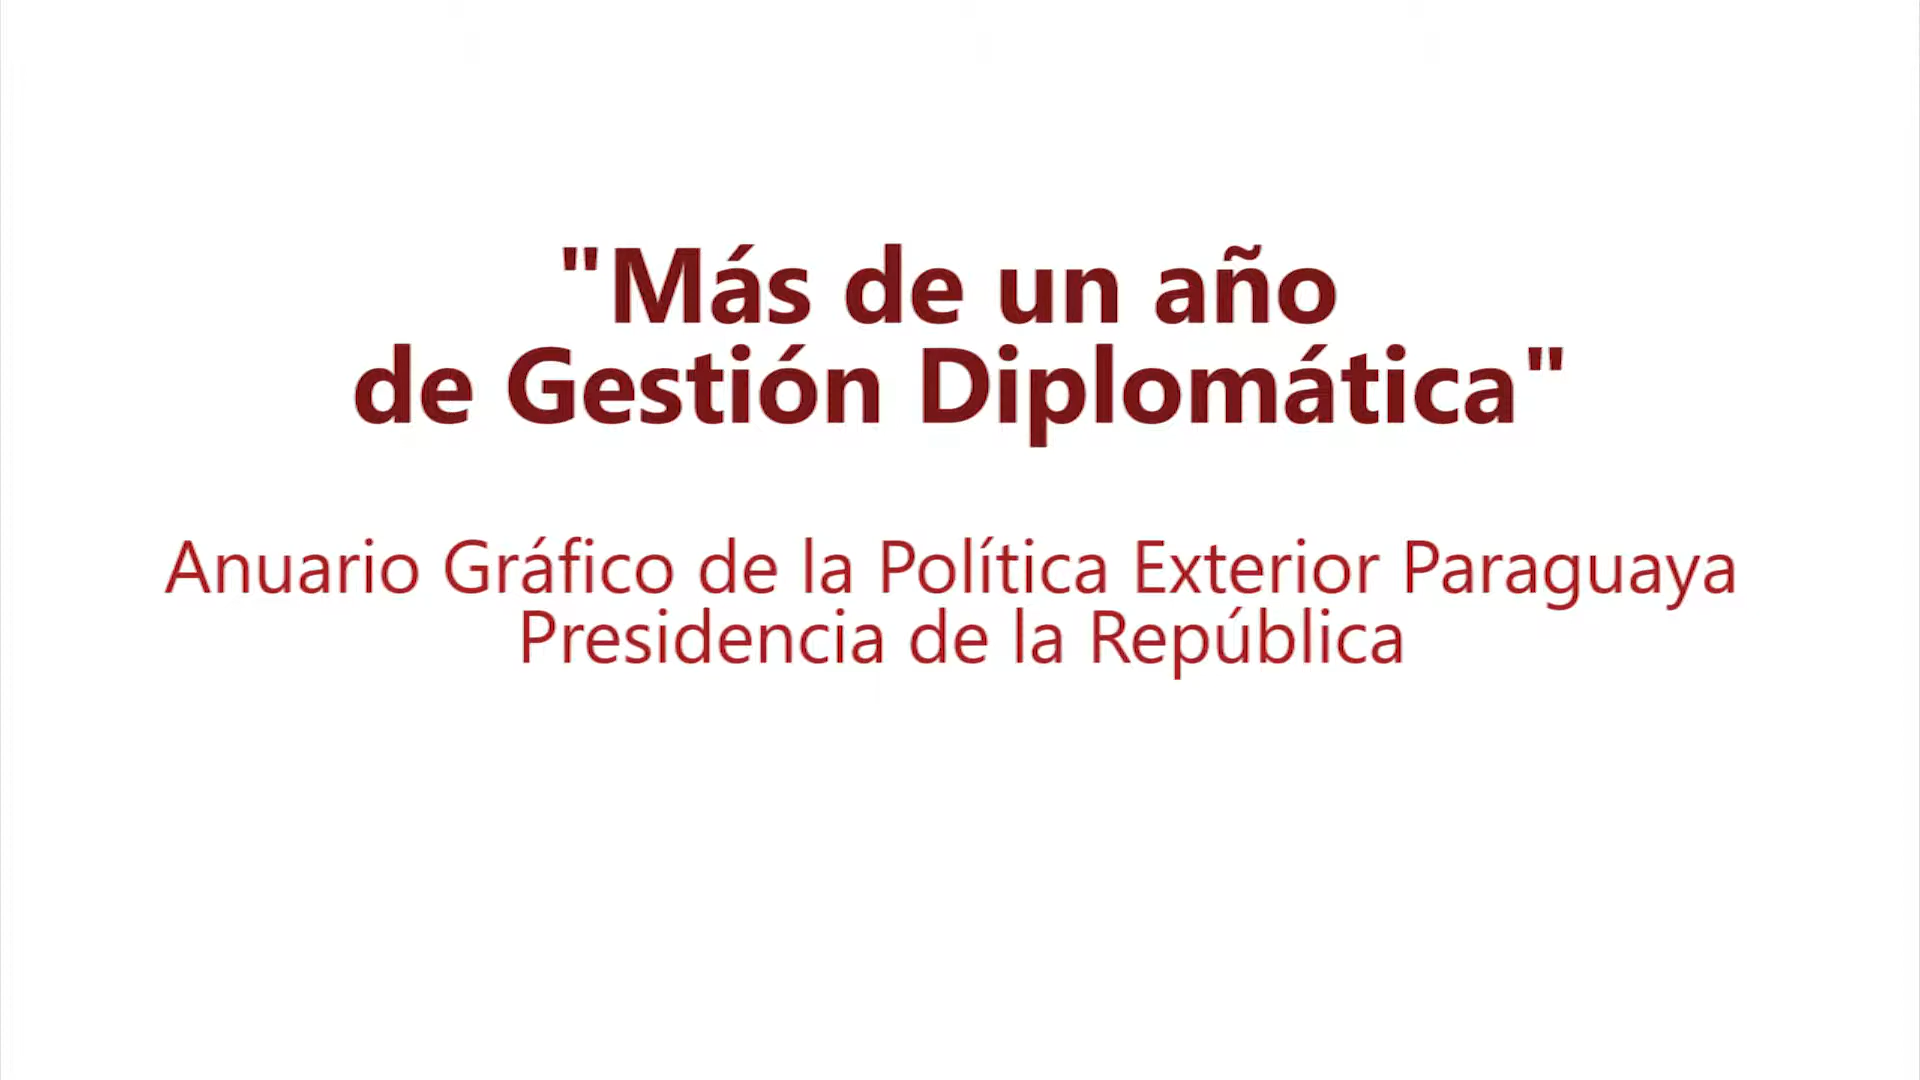 "Más de un año
de Gestión Diplomática"
Anuario Gráfico de la Política Exterior Paraguaya
Presidencia de la República